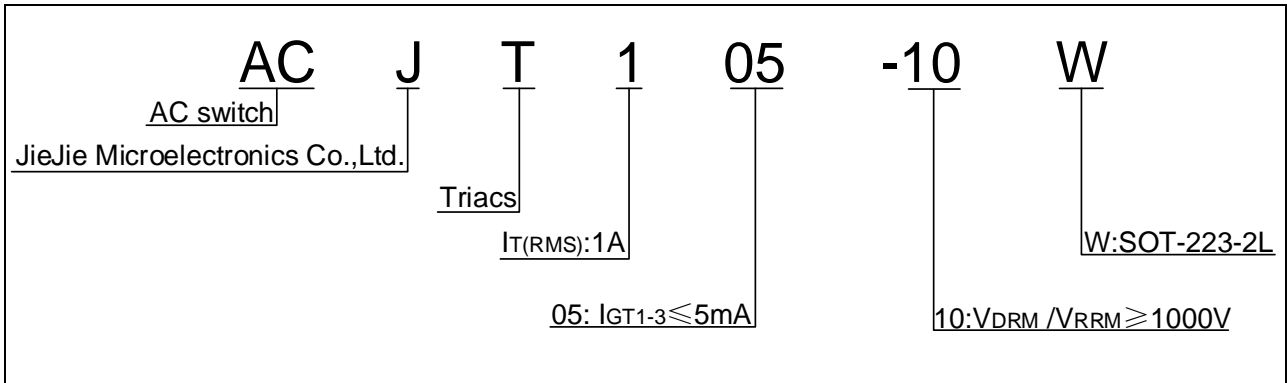 AC J T 1 05 -10 W
AC switch
JieJie Microelectronics Co.,Ltd.
Triacs
IT(RMS):1A
W:SOT-223-2L
05: IGT1-3≤5mA
10:VDRM /VRRM≥1000V